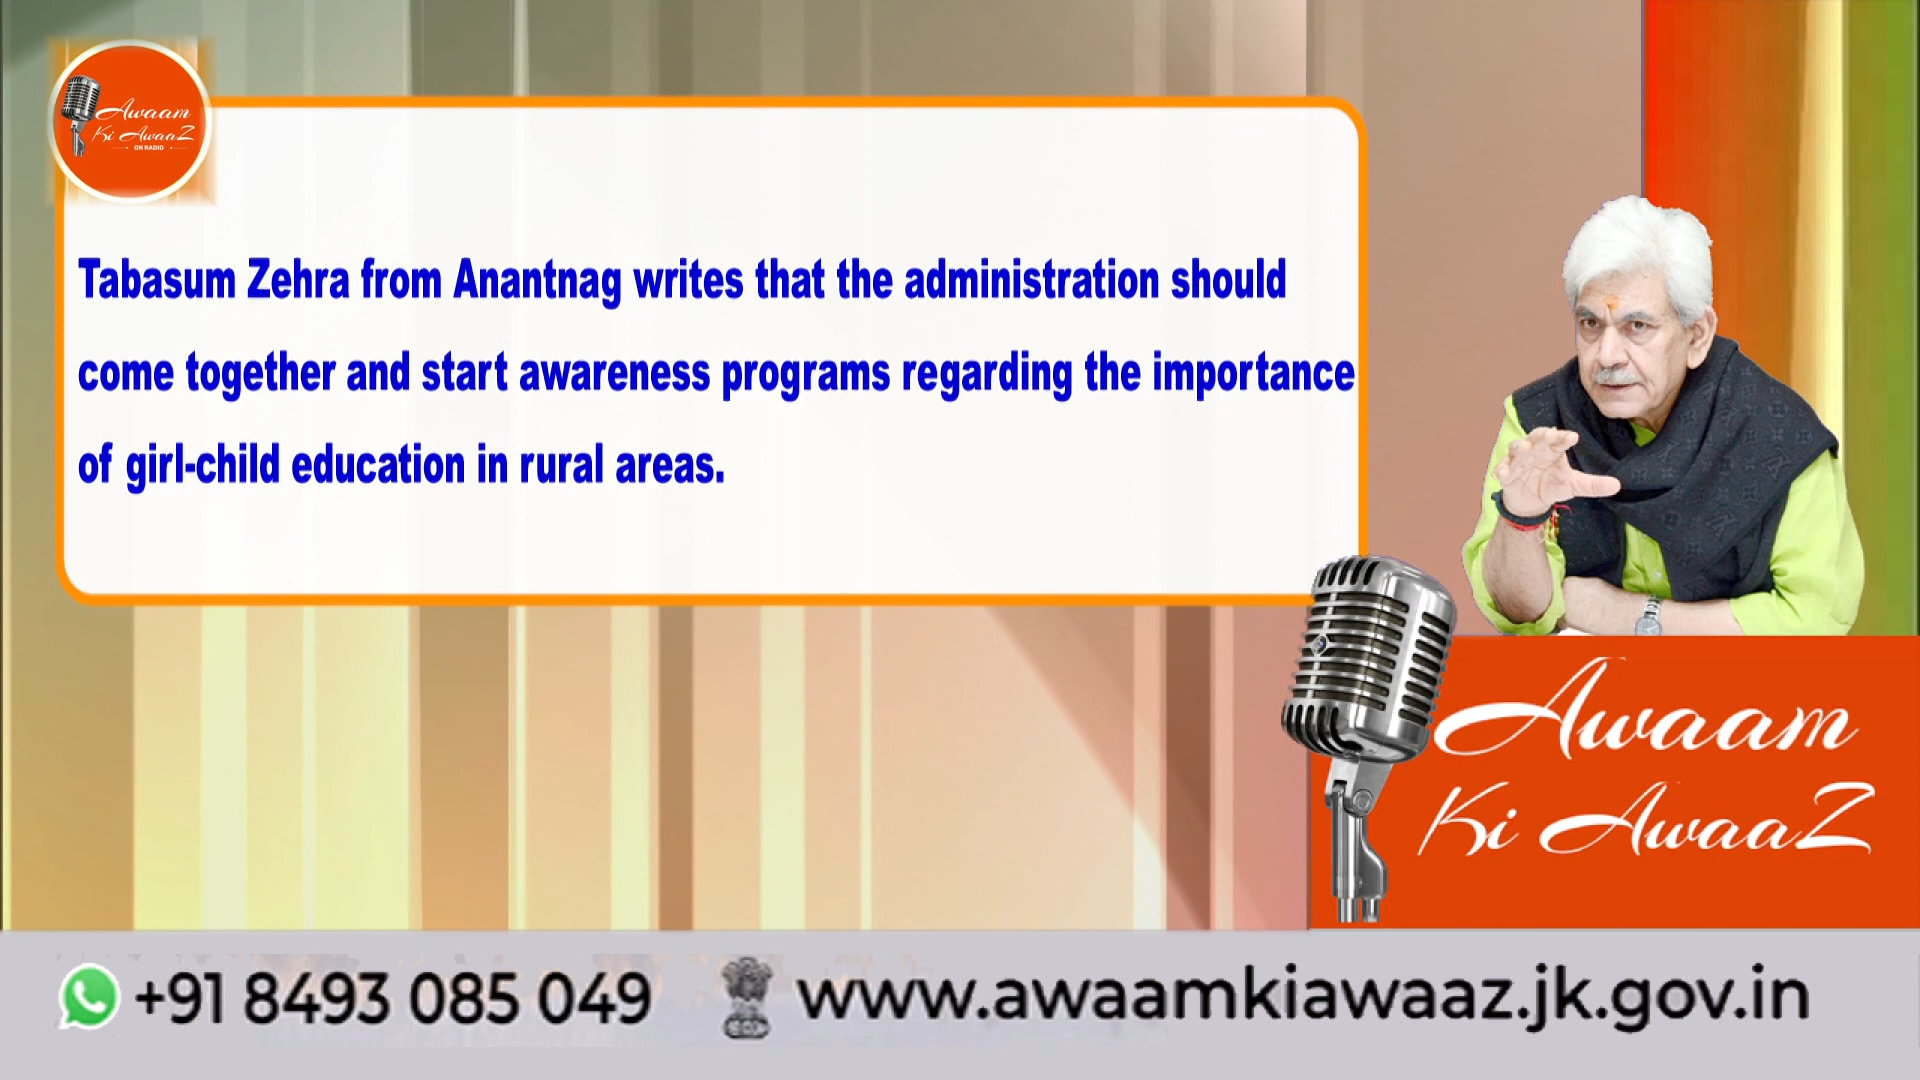 Awaam
Ki AwaaZ
ON RADIO
Tabasum Zehra from Anantnag writes that the administration should
come together and start awareness programs regarding the importance
of girl-child education in rural areas.
Awaam
Ki AwaaZ
+91 8493 085 049
www.awaamkiawaaz.jk.gov.in